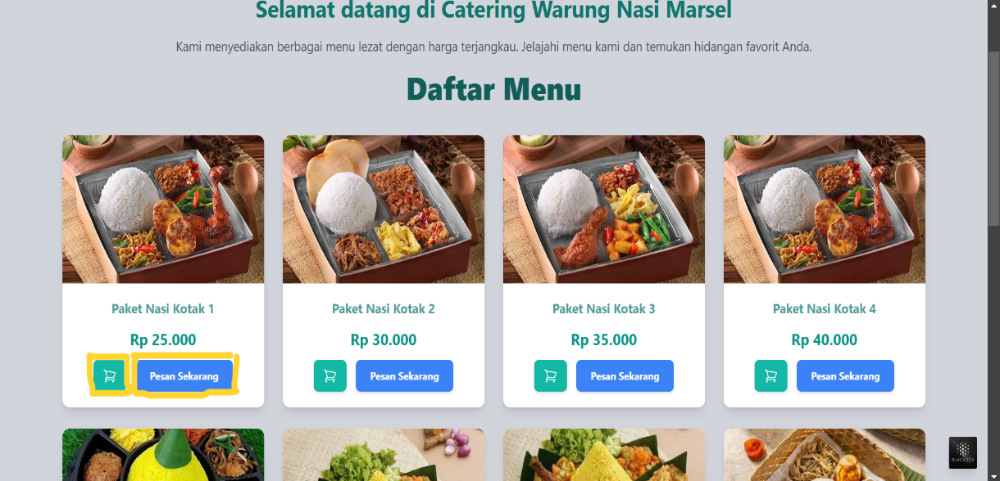 Selamat datang di Catering Warung Nasi Marsel
Kami menyediakan berbagai menu lezat dengan harga terjangkau. Jelajahi menu kami dan temukan hidangan favorit Anda.
Daftar Menu
Paket Nasi Kotak 1
Rp 25.000
Pesan Sekarang
Paket Nasi Kotak 2
Rp 30.000
Pesan Sekarang
Paket Nasi Kotak 3
Rp 35.000
Pesan Sekarang
Paket Nasi Kotak 4
Rp 40.000
Pesan Sekarang
BLACKBOX